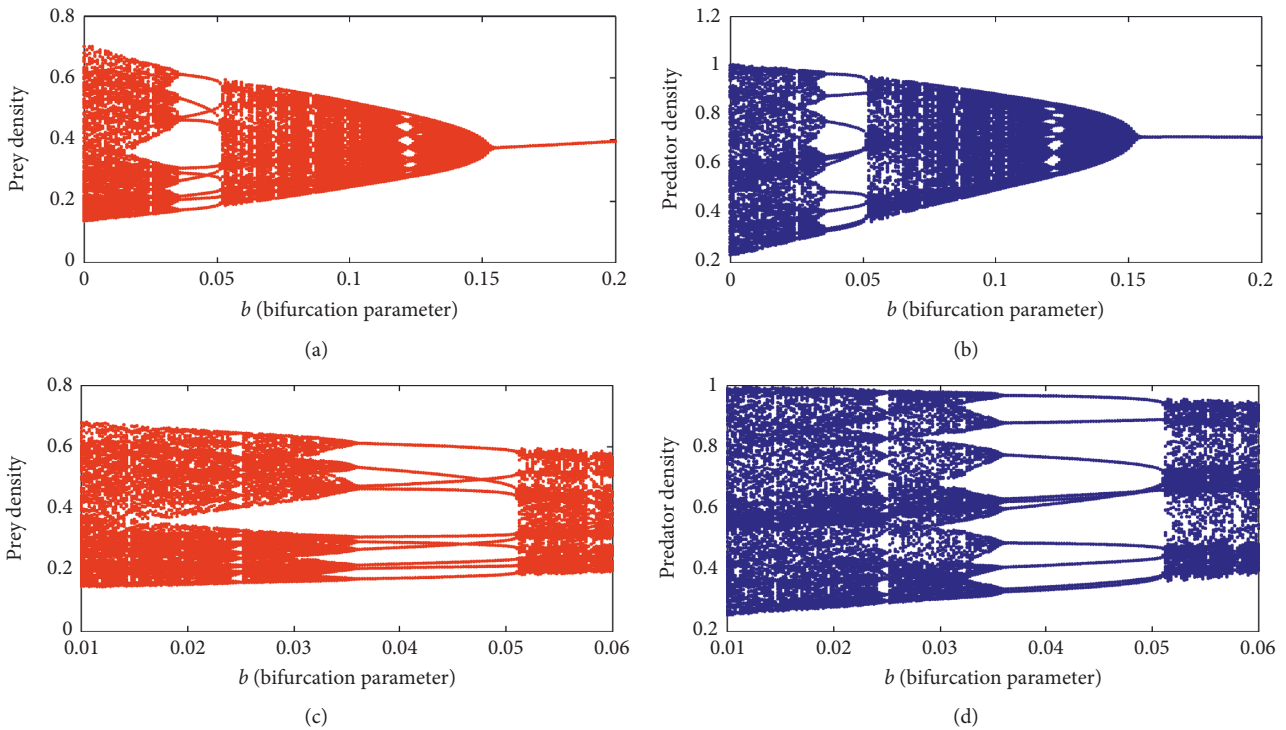 0.8
0.6
0.4
0.2
0
Prey density
0 0.05 0.1 0.15 0.2
b (bifurcation parameter)
(a)
1.2
1
0.8
0.6
0.4
0.2
Predator density
0 0.05 0.1 0.15 0.2
b (bifurcation parameter)
(b)
0.8
0.6
0.4
0.2
0
Prey density
0.01 0.02 0.03 0.04 0.05 0.06
b (bifurcation parameter)
(c)
1
0.8
0.6
0.4
0.2
Predator density
0.01 0.02 0.03 0.04 0.05 0.06
b (bifurcation parameter)
(d)